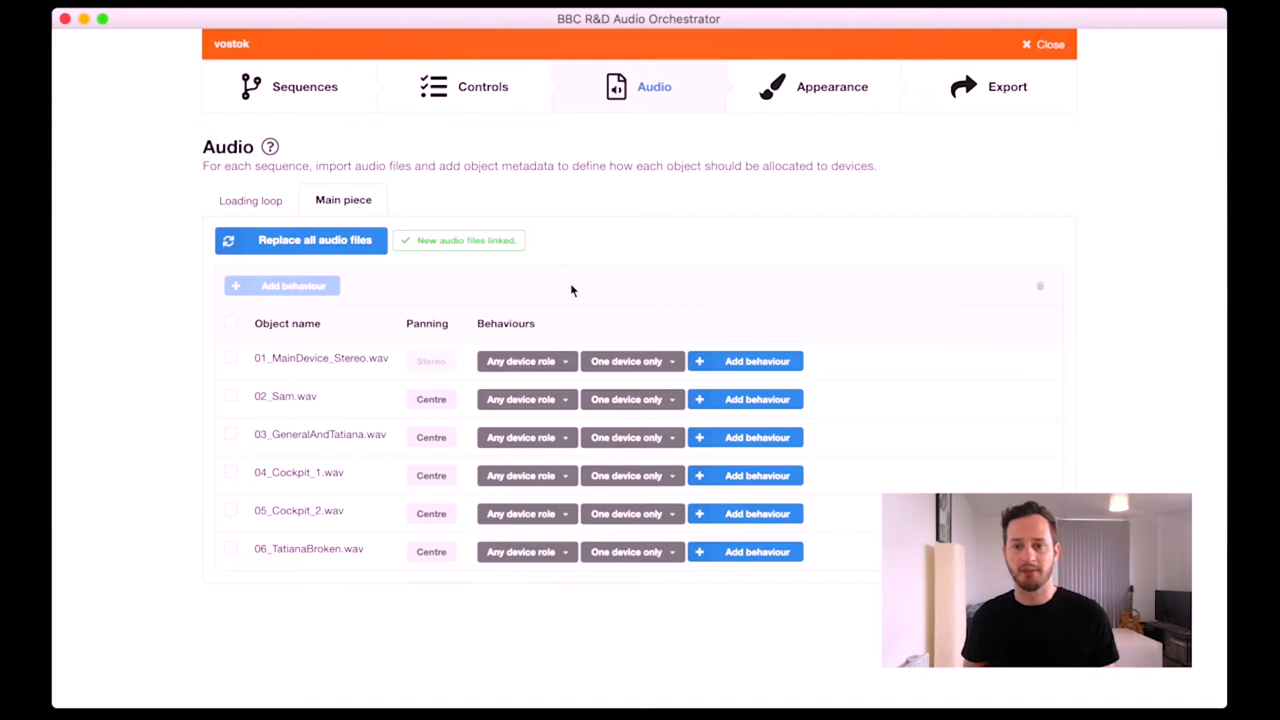 BBC R&D Audio Orchestrator
vostok
Close
Sequences
Controls
Audio
Appearance
Export
Audio ?
For each sequence, import audio files and add object metadata to define how each object should be allocated to devices.
Loading loop
Main piece
Replace all audio files
New audio files linked.
Add behaviour
Object name Panning Behaviours
01_MainDevice_Stereo.wav Stereo Any device role One device only Add behaviour
02_Sam.wav Centre Any device role One device only Add behaviour
03_GeneralAndTatiana.wav Centre Any device role One device only Add behaviour
04_Cockpit_1.wav Centre Any device role One device only Add behaviour
05_Cockpit_2.wav Centre Any device role One device only Add behaviour
06_TatianaBroken.wav Centre Any device role One device only Add behaviour